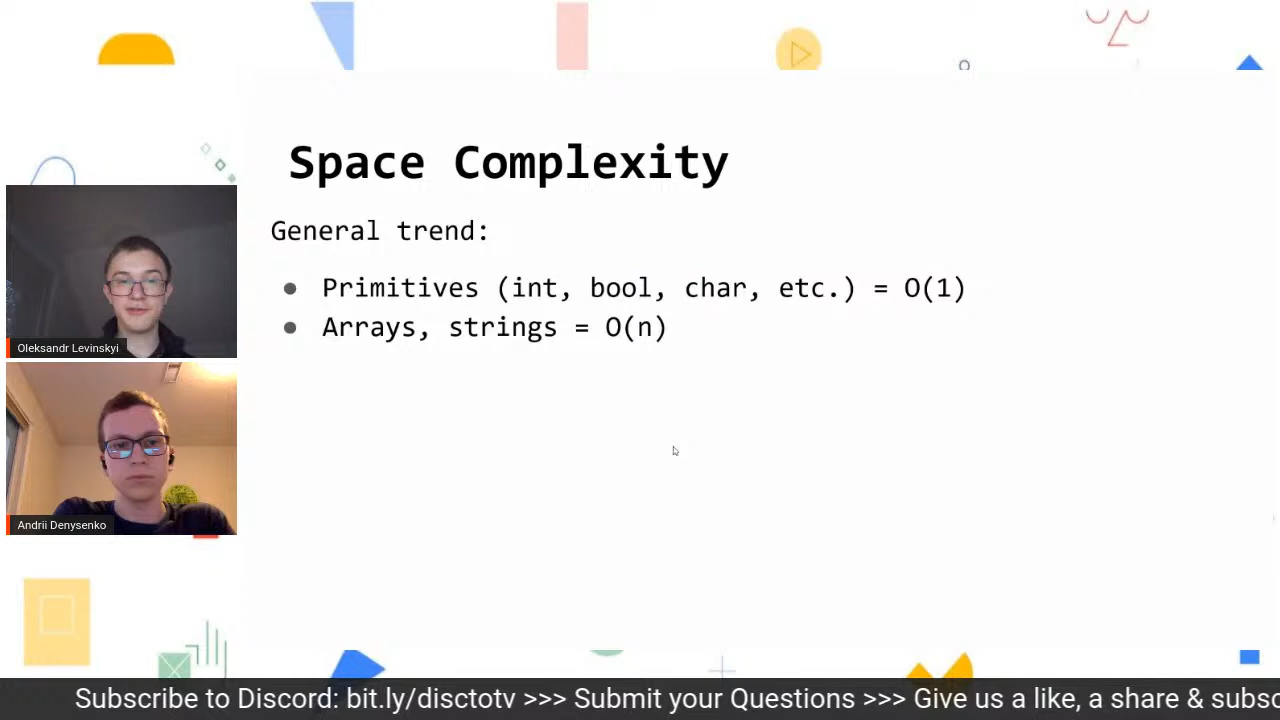 Space Complexity
General trend:
● Primitives (int, bool, char, etc.) = O(1)
● Arrays, strings = O(n)
Oleksandr Levinskyi
Andrii Denysenko
Subscribe to Discord: bit.ly/disctotv >>> Submit your Questions >>> Give us a like, a share & subsc